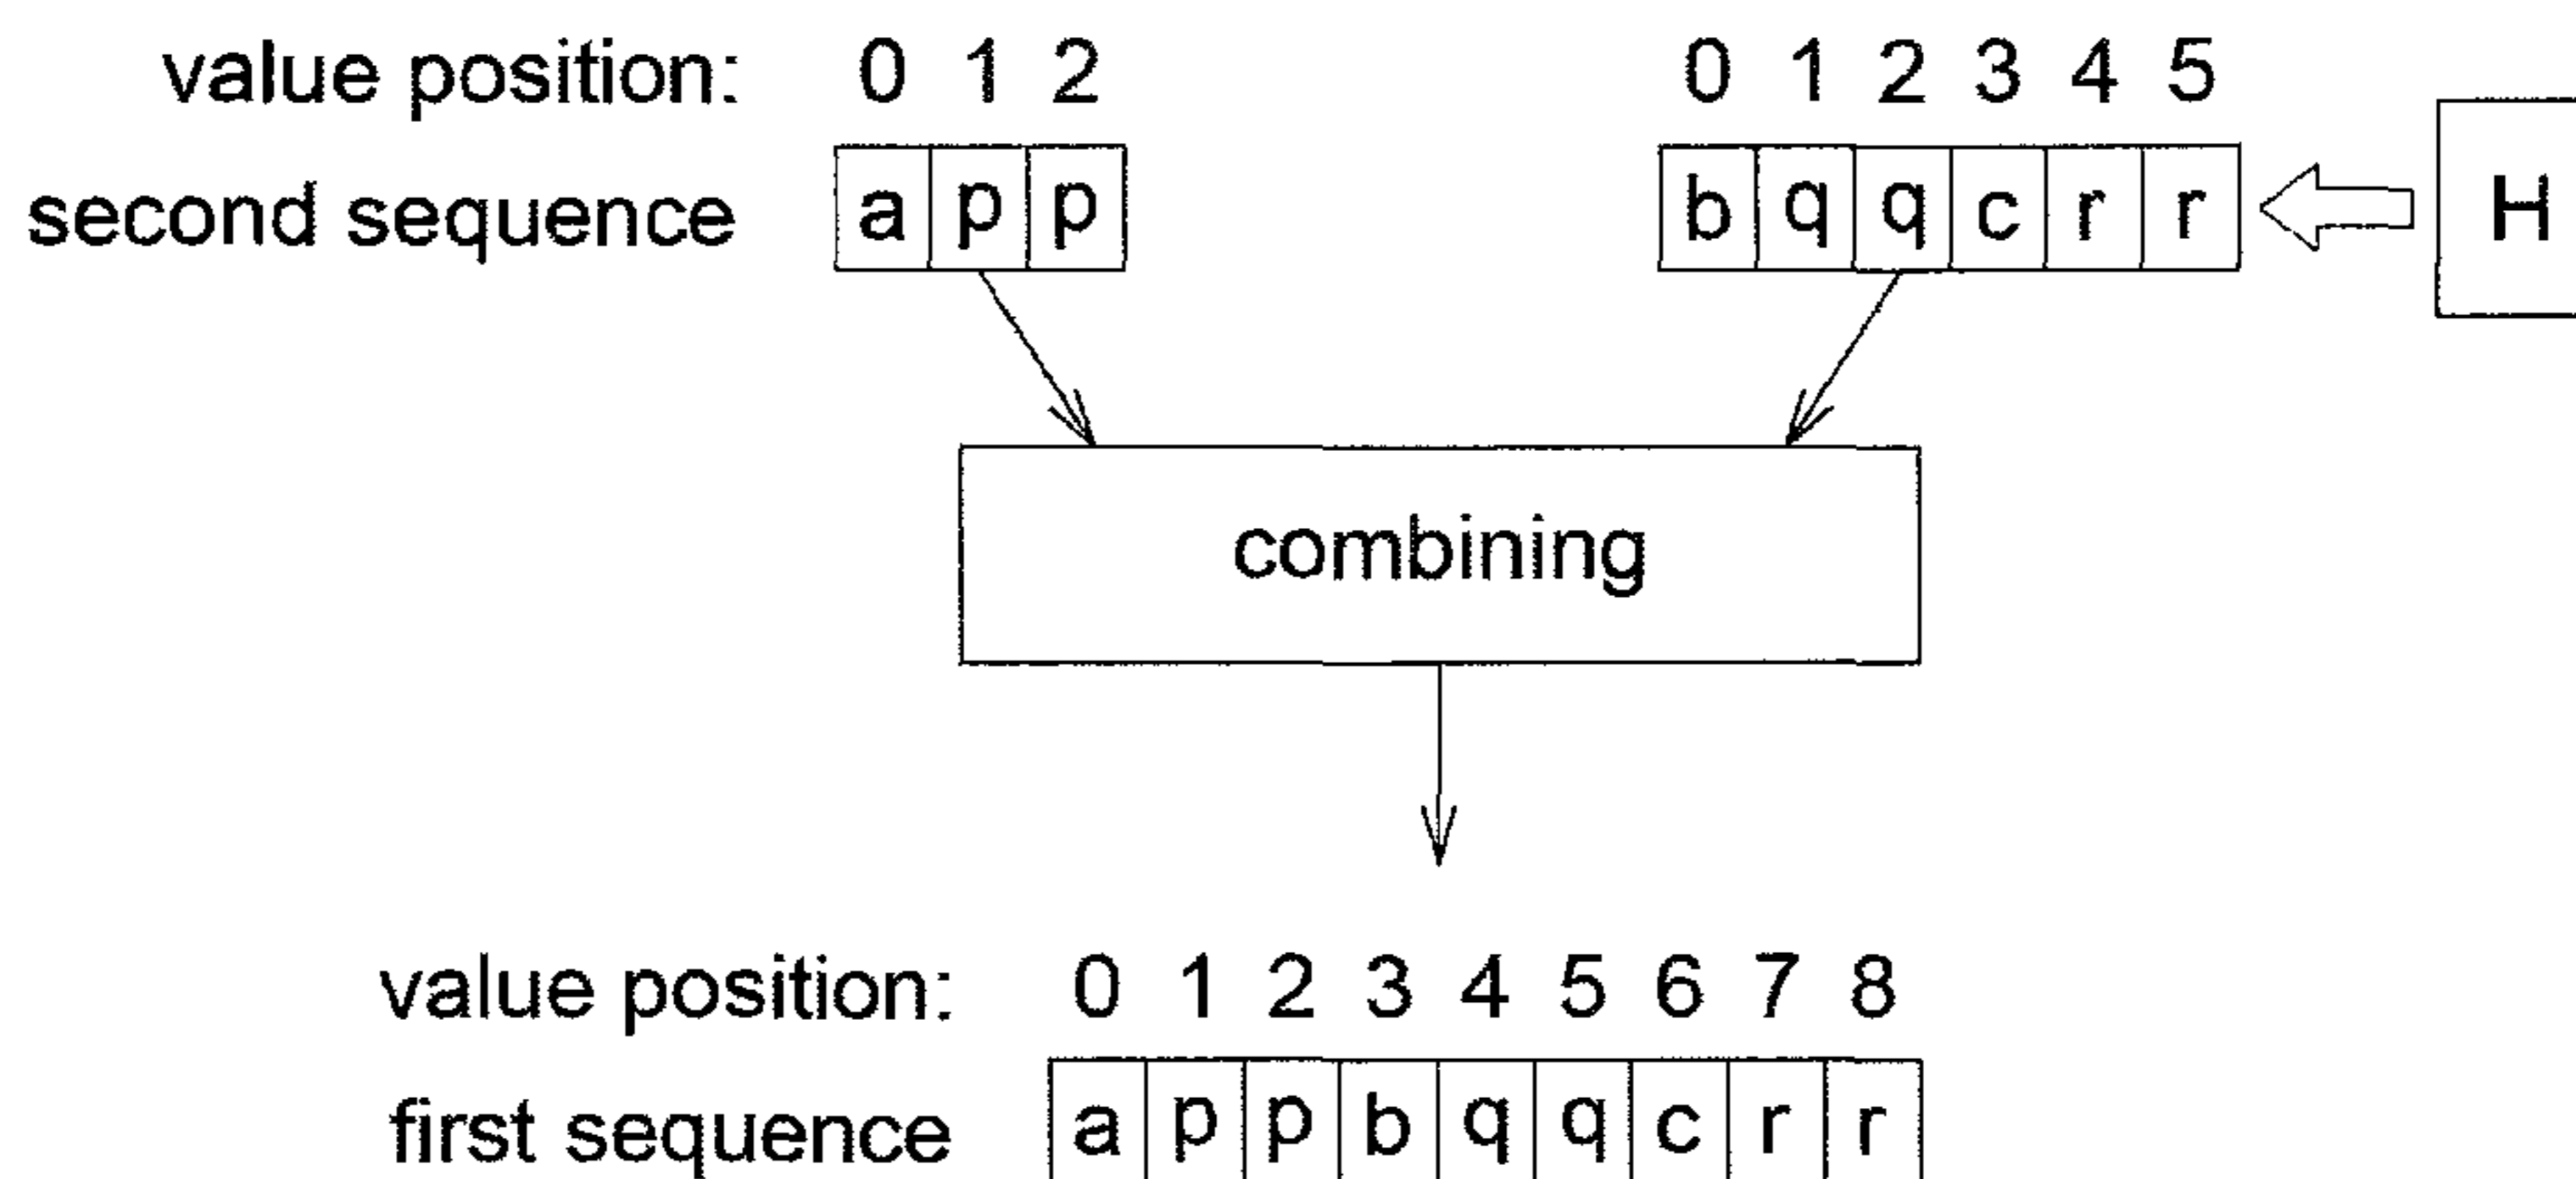 value position: 0 1 2 0 1 2 3 4 5
second sequence a p p b q q c r r H
combining
value position: 0 1 2 3 4 5 6 7 8
first sequence a p p b q q c r r